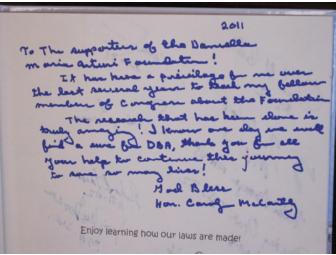 2011
To The supporters of the Danielle
Maria Arturi Foundation!
It has been a privilege for me over
the last several years to teach my fellow
members of Congress about the Foundation
The research that has been done is
truly amazing! I know one day we will
find a cure for DBA, thank you for all
your help to continue this journey
to save so many lives!
God Bless
Hon. Carolyn McCarthy
Enjoy learning how our laws are made!